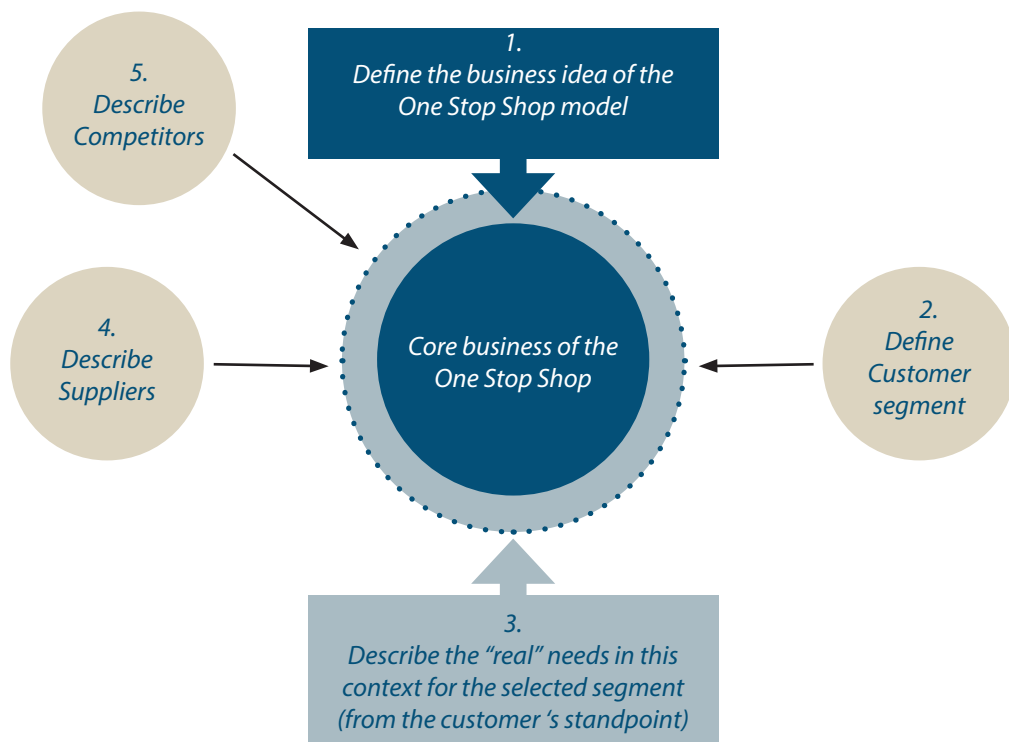 1.
Define the business idea of the
One Stop Shop model
5.
Describe
Competitors
Core business of the
One Stop Shop
2.
Define
Customer
segment
4.
Describe
Suppliers
3.
Describe the “real” needs in this
context for the selected segment
(from the customer ‘s standpoint)